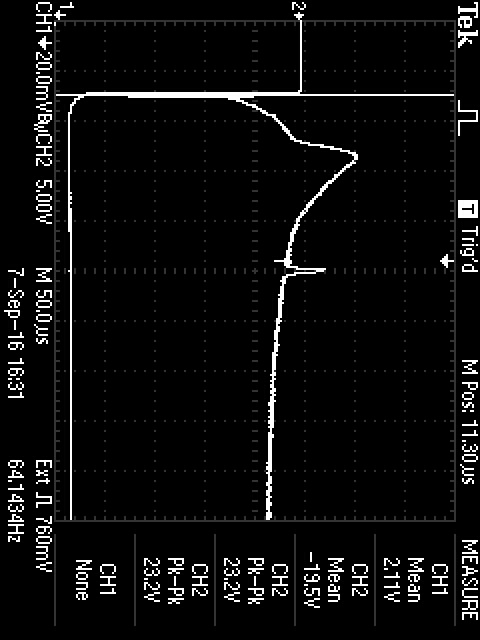 Tek
T Trig'd
M Pos: 11.30µs
MEASURE
CH1
Mean
2.11V
CH2
Mean
-19.5V
CH2
Pk-Pk
23.2V
CH2
Pk-Pk
23.2V
CH1
None
2
1
CH1 20.0mVBW CH2 5.00V M 50.0µs Ext 760mV
7-Sep-16 16:31 64.1434Hz